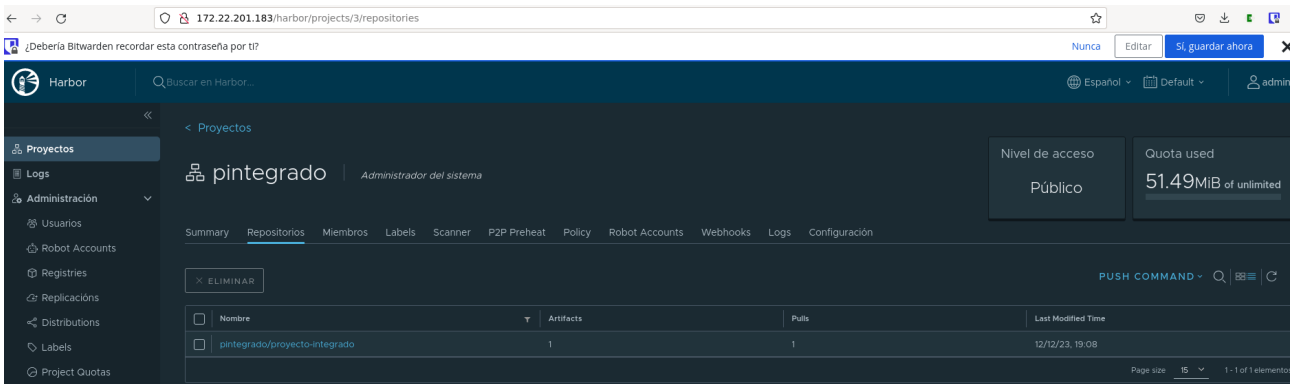 172.22.201.183/harbor/projects/3/repositories
¿Debería Bitwarden recordar esta contraseña por ti? Nunca Editar Sí, guardar ahora
Harbor Buscar en Harbor... Español Default admin
< Proyectos
Proyectos
Logs
Administración
Usuarios
Robot Accounts
Registries
Replicacións
Distributions
Labels
Project Quotas
pintegrado Administrador del sistema
Nivel de acceso
Público
Quota used
51.49MiB of unlimited
Summary Repositorios Miembros Labels Scanner P2P Preheat Policy Robot Accounts Webhooks Logs Configuración
× ELIMINAR PUSH COMMAND
Nombre Artifacts Pulls Last Modified Time
pintegrado/proyecto-integrado 1 1 12/12/23, 19:08
Page size 15 1 - 1 of 1 elementos